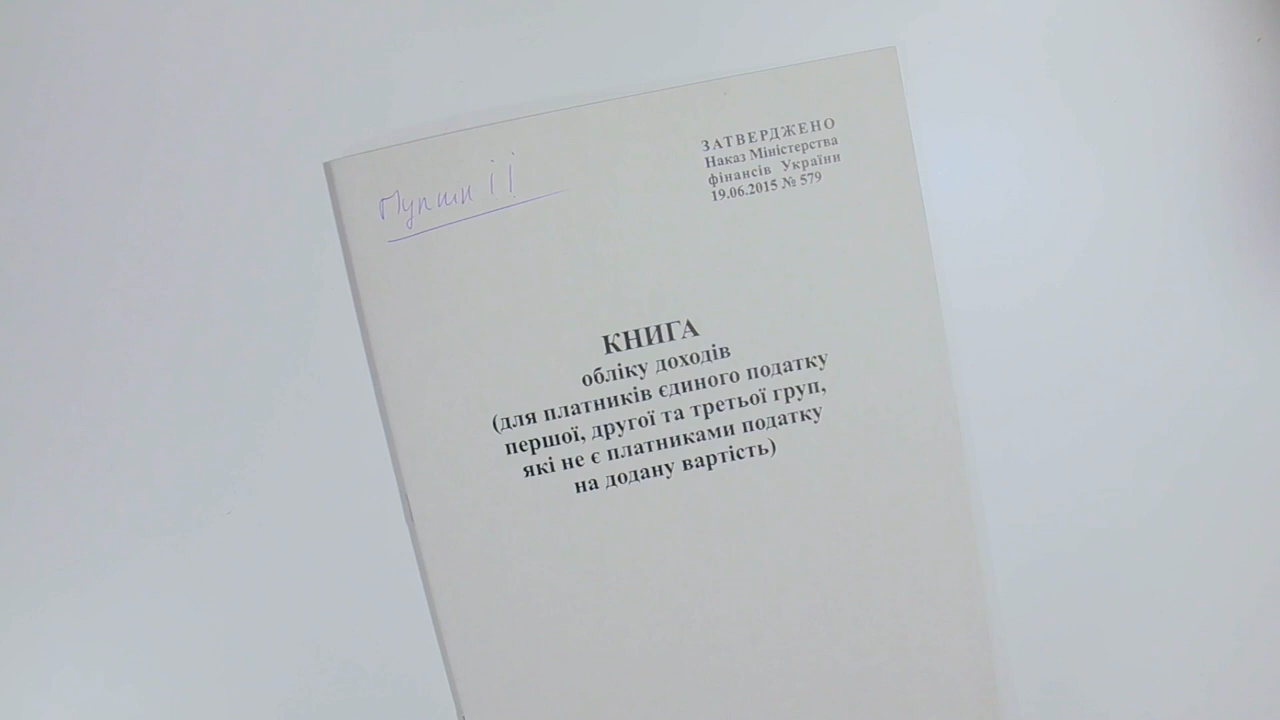 Пупкин І І
ЗАТВЕРДЖЕНО
Наказ Міністерства
фінансів України
19.06.2015 № 579
КНИГА
обліку доходів
(для платників єдиного податку
першої, другої та третьої груп,
які не є платниками податку
на додану вартість)